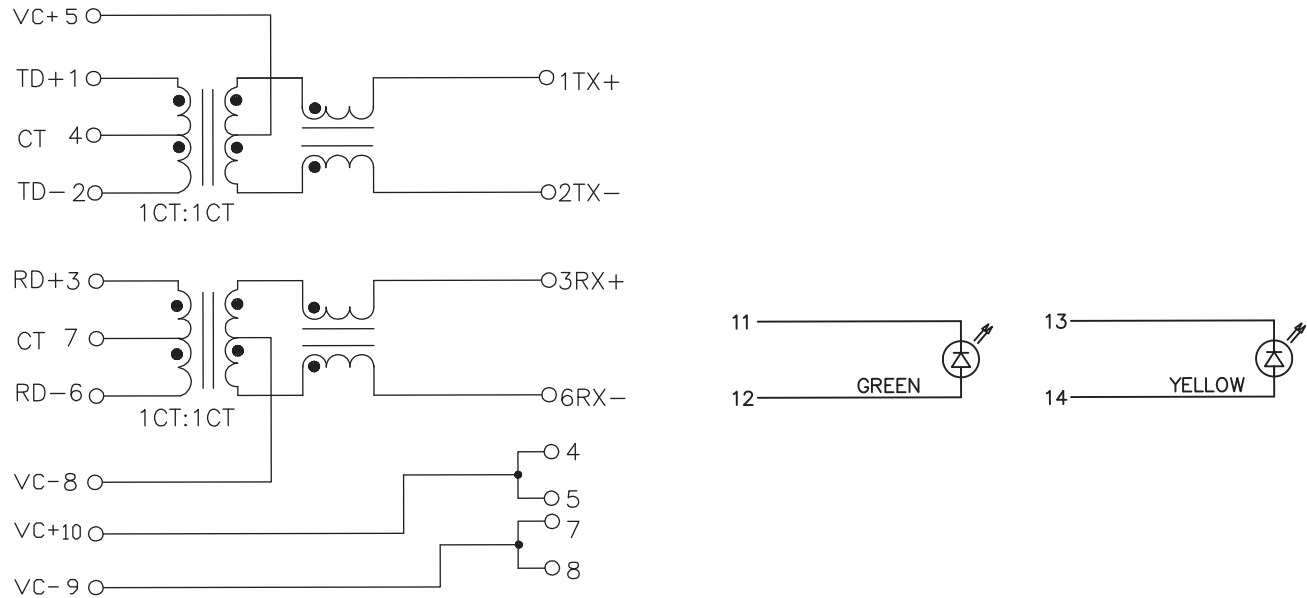 VC+ 5
TD+ 1
1TX+
CT 4
TD- 2
2TX-
1CT:1CT
RD+3
3RX+
CT 7
RD-6
6RX-
1CT:1CT
VC-8
4
5
VC+10
7
VC- 9
8
11
12
GREEN
13
14
YELLOW